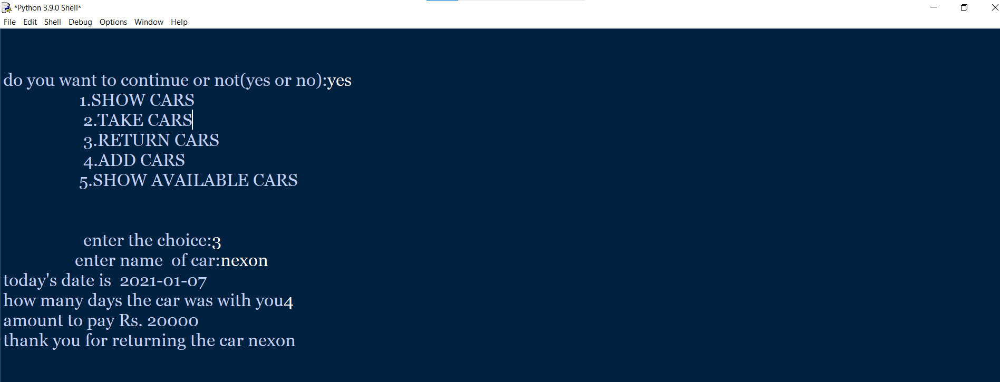 *Python 3.9.0 Shell*
File Edit Shell Debug Options Window Help
do you want to continue or not(yes or no):yes
1.SHOW CARS
2.TAKE CARS
3.RETURN CARS
4.ADD CARS
5.SHOW AVAILABLE CARS
enter the choice:3
enter name  of car:nexon
today's date is  2021-01-07
how many days the car was with you4
amount to pay Rs. 20000
thank you for returning the car nexon